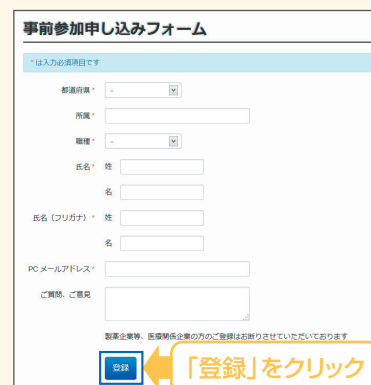 事前参加申し込みフォーム
* は入力必須項目です
都道府県 * -
所属 *
職種 * -
氏名 * 姓
名
氏名（フリガナ） * 姓
名
PC メールアドレス *
ご質問、ご意見
製薬企業等、医療関係企業の方のご登録はお断りさせていただいております
登録
「登録」をクリック